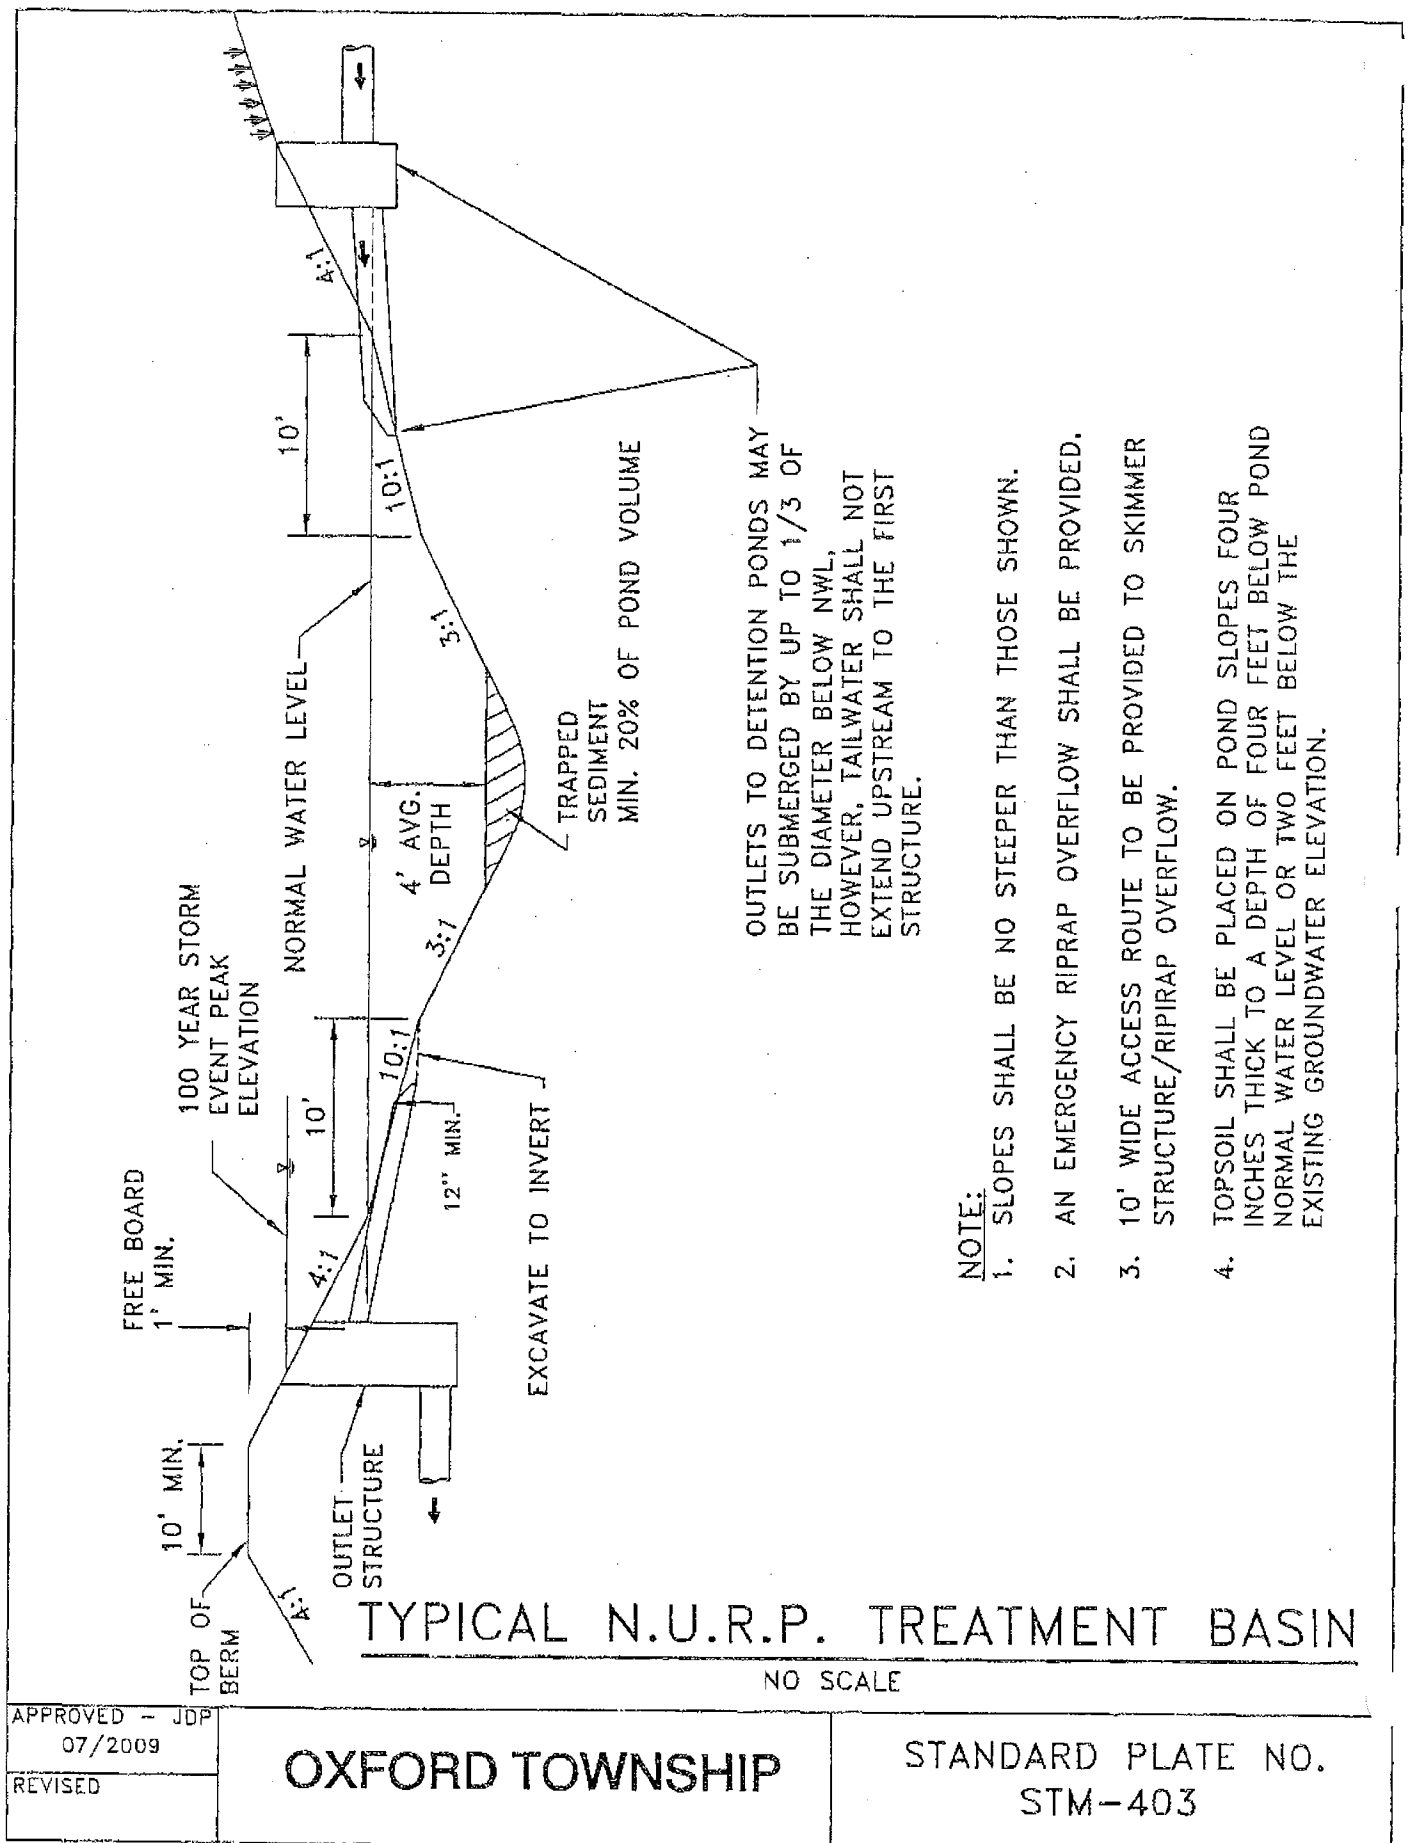 TOP OF
BERM
10' MIN.
FREE BOARD
1' MIN.
100 YEAR STORM
EVENT PEAK
ELEVATION
NORMAL WATER LEVEL
10'
10'
4:1
4:1
4:1
10:1
10:1
3:1
3:1
4' AVG.
DEPTH
12" MIN.
OUTLET
STRUCTURE
EXCAVATE TO INVERT
TRAPPED
SEDIMENT
MIN. 20% OF POND VOLUME
OUTLETS TO DETENTION PONDS MAY
BE SUBMERGED BY UP TO 1/3 OF
THE DIAMETER BELOW NWL,
HOWEVER, TAILWATER SHALL NOT
EXTEND UPSTREAM TO THE FIRST
STRUCTURE.
NOTE:
1. SLOPES SHALL BE NO STEEPER THAN THOSE SHOWN.
2. AN EMERGENCY RIPRAP OVERFLOW SHALL BE PROVIDED.
3. 10' WIDE ACCESS ROUTE TO BE PROVIDED TO SKIMMER
STRUCTURE/RIPIRAP OVERFLOW.
4. TOPSOIL SHALL BE PLACED ON POND SLOPES FOUR
INCHES THICK TO A DEPTH OF FOUR FEET BELOW POND
NORMAL WATER LEVEL OR TWO FEET BELOW THE
EXISTING GROUNDWATER ELEVATION.
TYPICAL N.U.R.P. TREATMENT BASIN
NO SCALE
APPROVED - JDP
07/2009
REVISED
OXFORD TOWNSHIP
STANDARD PLATE NO.
STM-403